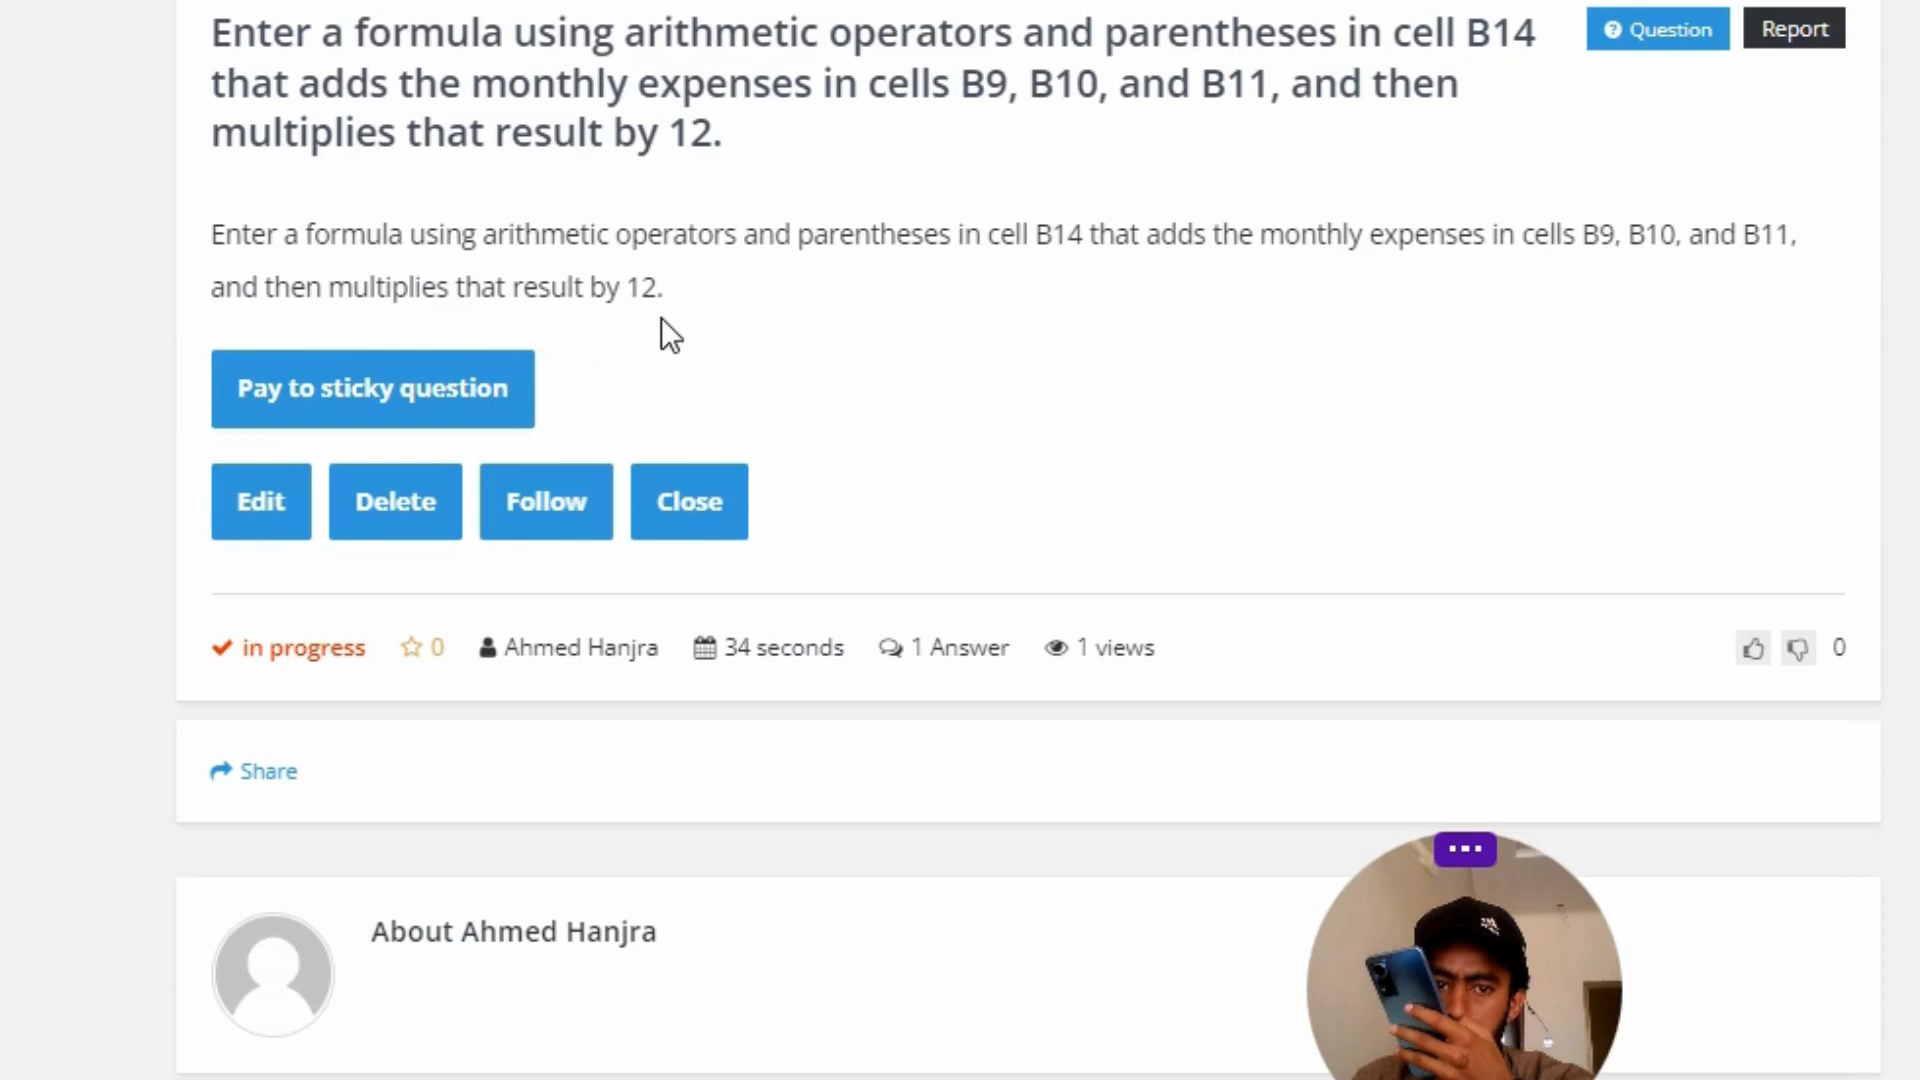 Enter a formula using arithmetic operators and parentheses in cell B14
that adds the monthly expenses in cells B9, B10, and B11, and then
multiplies that result by 12.
Question
Report
Enter a formula using arithmetic operators and parentheses in cell B14 that adds the monthly expenses in cells B9, B10, and B11,
and then multiplies that result by 12.
Pay to sticky question
Edit Delete Follow Close
in progress 0 Ahmed Hanjra 34 seconds 1 Answer 1 views 0
Share
About Ahmed Hanjra